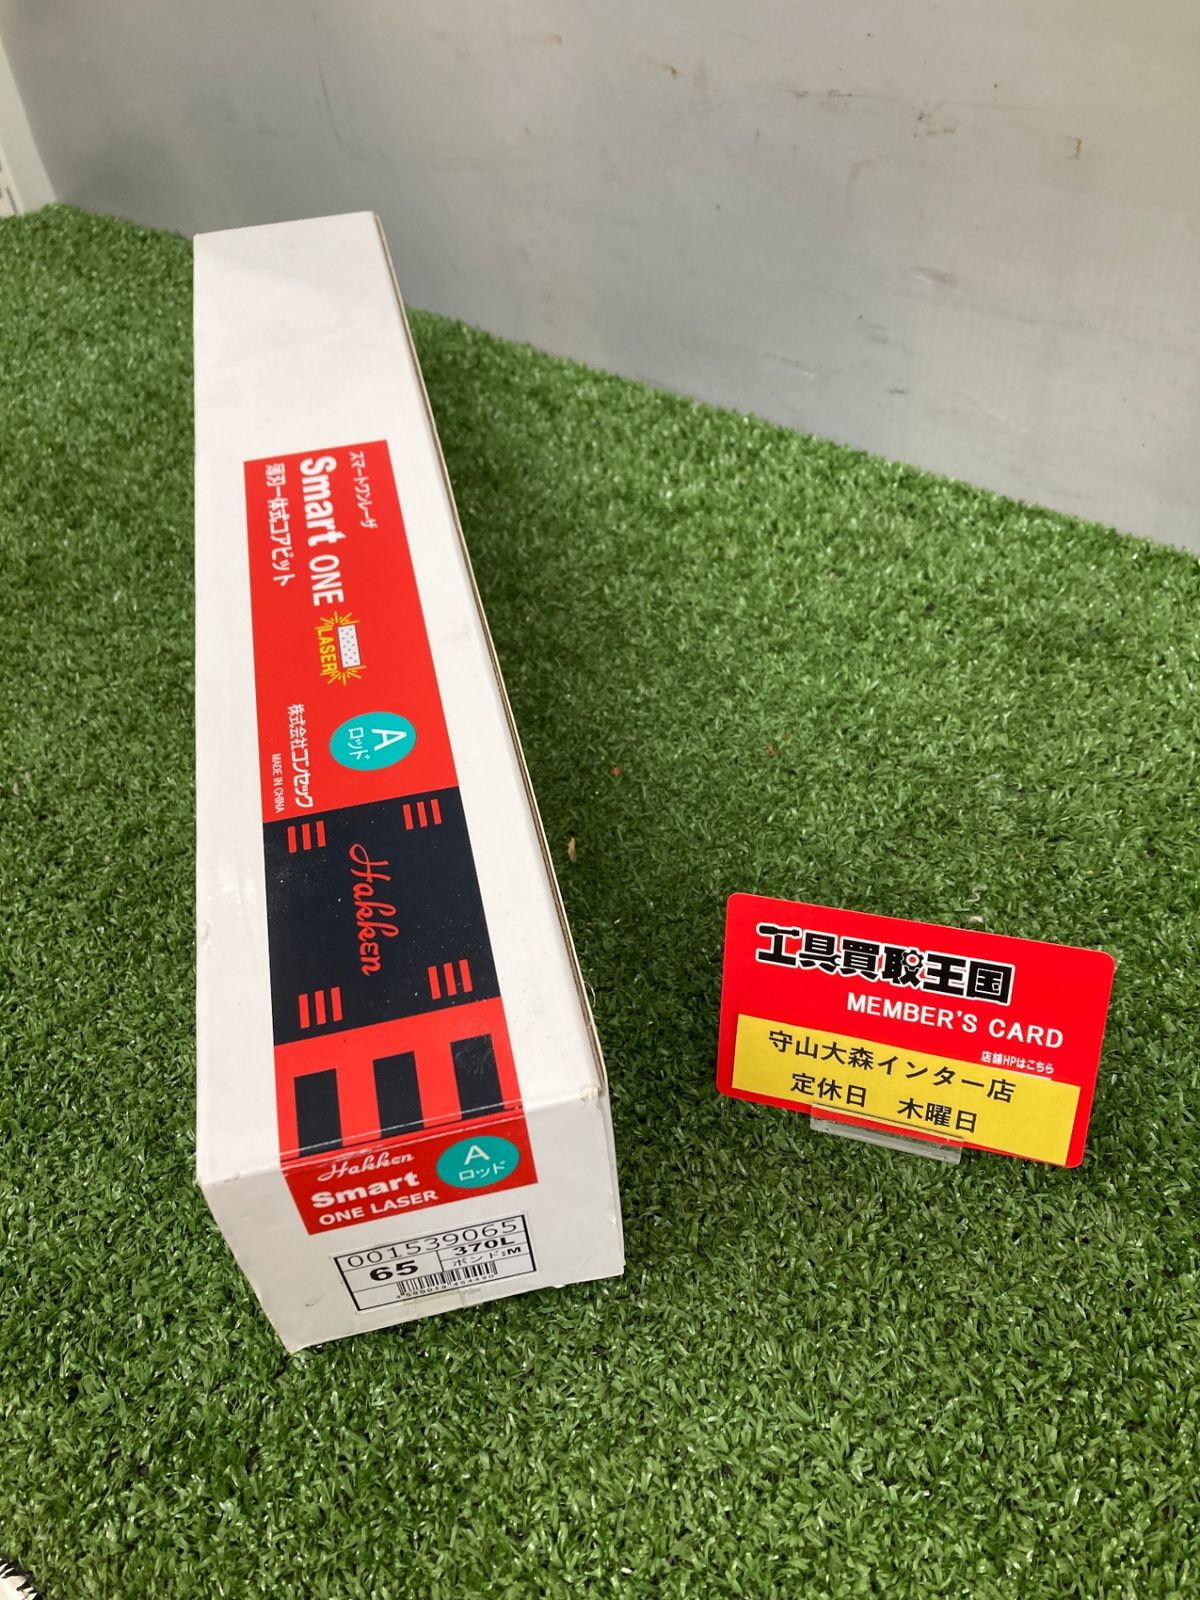 スマートワンレーザ
Smart ONE
LASER
薄刃一体式コアビット
A
ロッド
株式会社コンセック
MADE IN CHINA
Hakken
Hakken
Smart
ONE LASER
A
ロッド
001539065
65
370L
ボンド:M
工具買取王国
MEMBER'S CARD
店舗HPはこちら
守山大森インター店
定休日 木曜日